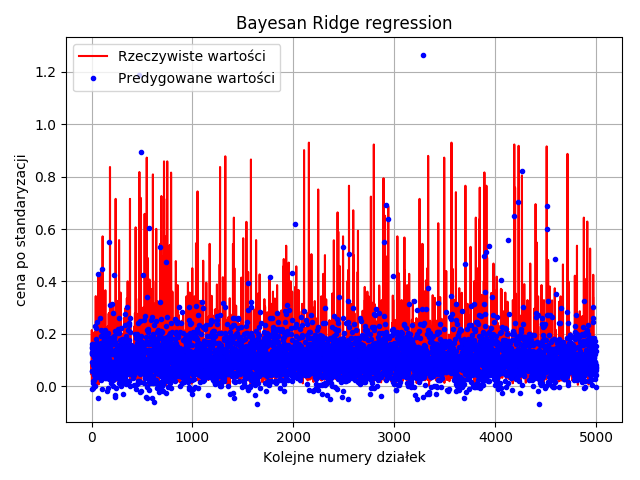 Bayesan Ridge regression
Rzeczywiste wartości
Predygowane wartości
cena po standaryzacji
1.2
1.0
0.8
0.6
0.4
0.2
0.0
0 1000 2000 3000 4000 5000
Kolejne numery działek